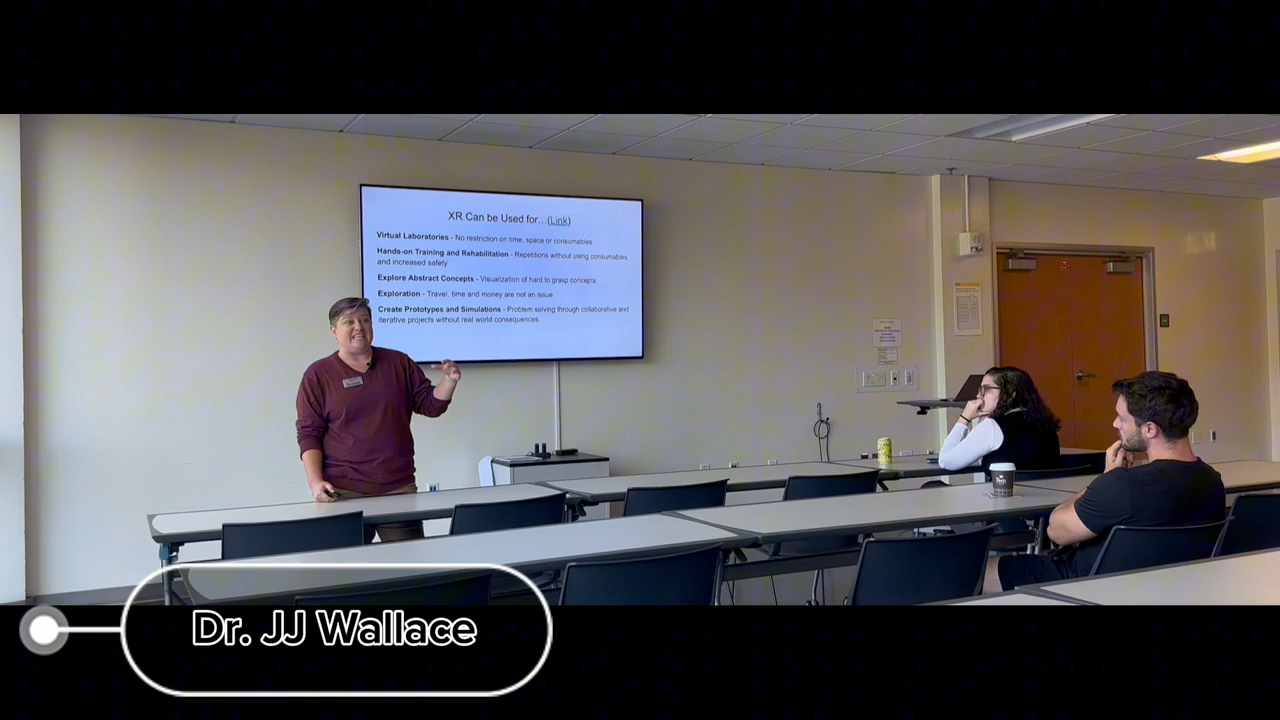 XR Can be Used for…(Link)
Virtual Laboratories - No restriction on time, space or consumables
Hands-on Training and Rehabilitation - Repetitions without using consumables
and increased safety
Explore Abstract Concepts - Visualization of hard to grasp concepts
Exploration - Travel, time and money are not an issue
Create Prototypes and Simulations - Problem solving through collaborative and
iterative projects without real world consequences.
Dr. JJ Wallace